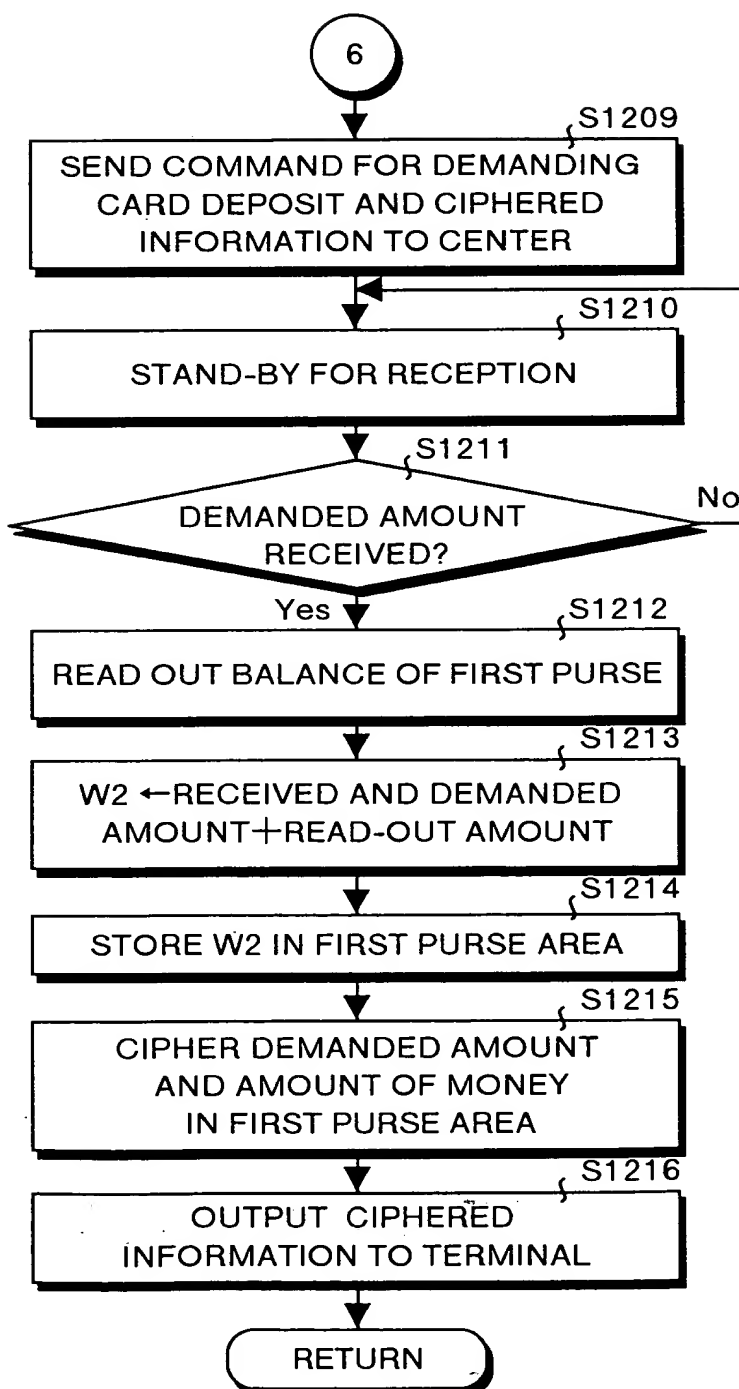 6
S1209
SEND COMMAND FOR DEMANDING
CARD DEPOSIT AND CIPHERED
INFORMATION TO CENTER
S1210
STAND-BY FOR RECEPTION
S1211
DEMANDED AMOUNT
RECEIVED?
No
Yes
S1212
READ OUT BALANCE OF FIRST PURSE
S1213
W2 ←RECEIVED AND DEMANDED
AMOUNT+READ-OUT AMOUNT
S1214
STORE W2 IN FIRST PURSE AREA
S1215
CIPHER DEMANDED AMOUNT
AND AMOUNT OF MONEY
IN FIRST PURSE AREA
S1216
OUTPUT CIPHERED
INFORMATION TO TERMINAL
RETURN